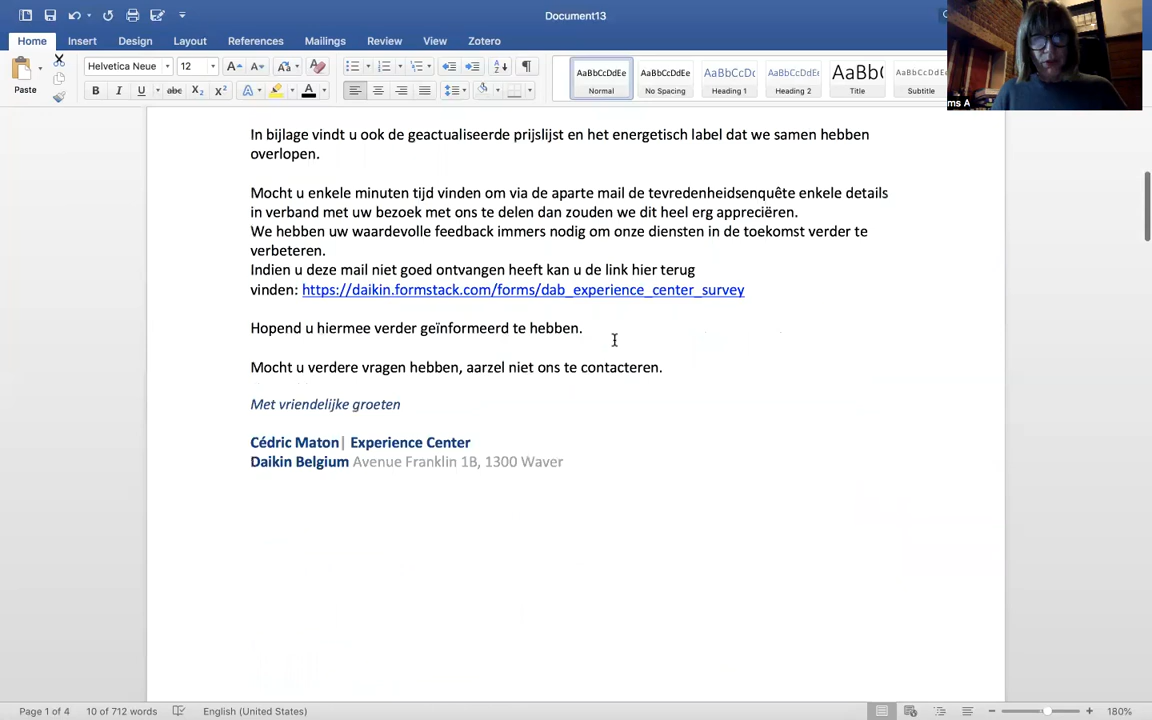 Document13
Home Insert Design Layout References Mailings Review View Zotero
Paste
Helvetica Neue 12
AaBbCcDdEe AaBbCcDdEe AaBbCcDc AaBbCcDdEe AaBb( AaBbCcDdEe
Normal No Spacing Heading 1 Heading 2 Title Subtitle
ms A
In bijlage vindt u ook de geactualiseerde prijslijst en het energetisch label dat we samen hebben
overlopen.
Mocht u enkele minuten tijd vinden om via de aparte mail de tevredenheidsenquête enkele details
in verband met uw bezoek met ons te delen dan zouden we dit heel erg appreciëren.
We hebben uw waardevolle feedback immers nodig om onze diensten in de toekomst verder te
verbeteren.
Indien u deze mail niet goed ontvangen heeft kan u de link hier terug
vinden: https://daikin.formstack.com/forms/dab_experience_center_survey
Hopend u hiermee verder geïnformeerd te hebben.
Mocht u verdere vragen hebben, aarzel niet ons te contacteren.
Met vriendelijke groeten
Cédric Maton| Experience Center
Daikin Belgium Avenue Franklin 1B, 1300 Waver
Page 1 of 4 10 of 712 words English (United States) 180%